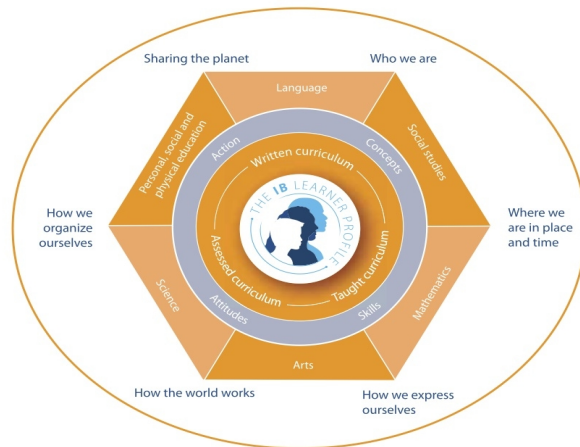 Sharing the planet
Who we are
Language
Personal, social and
physical education
Social studies
Action
Concepts
Written curriculum
THE IB LEARNER PROFILE
How we
organize
ourselves
Where we
are in place
and time
Assessed curriculum
Taught curriculum
Science
Attitudes
Skills
Mathematics
Arts
How the world works
How we express
ourselves